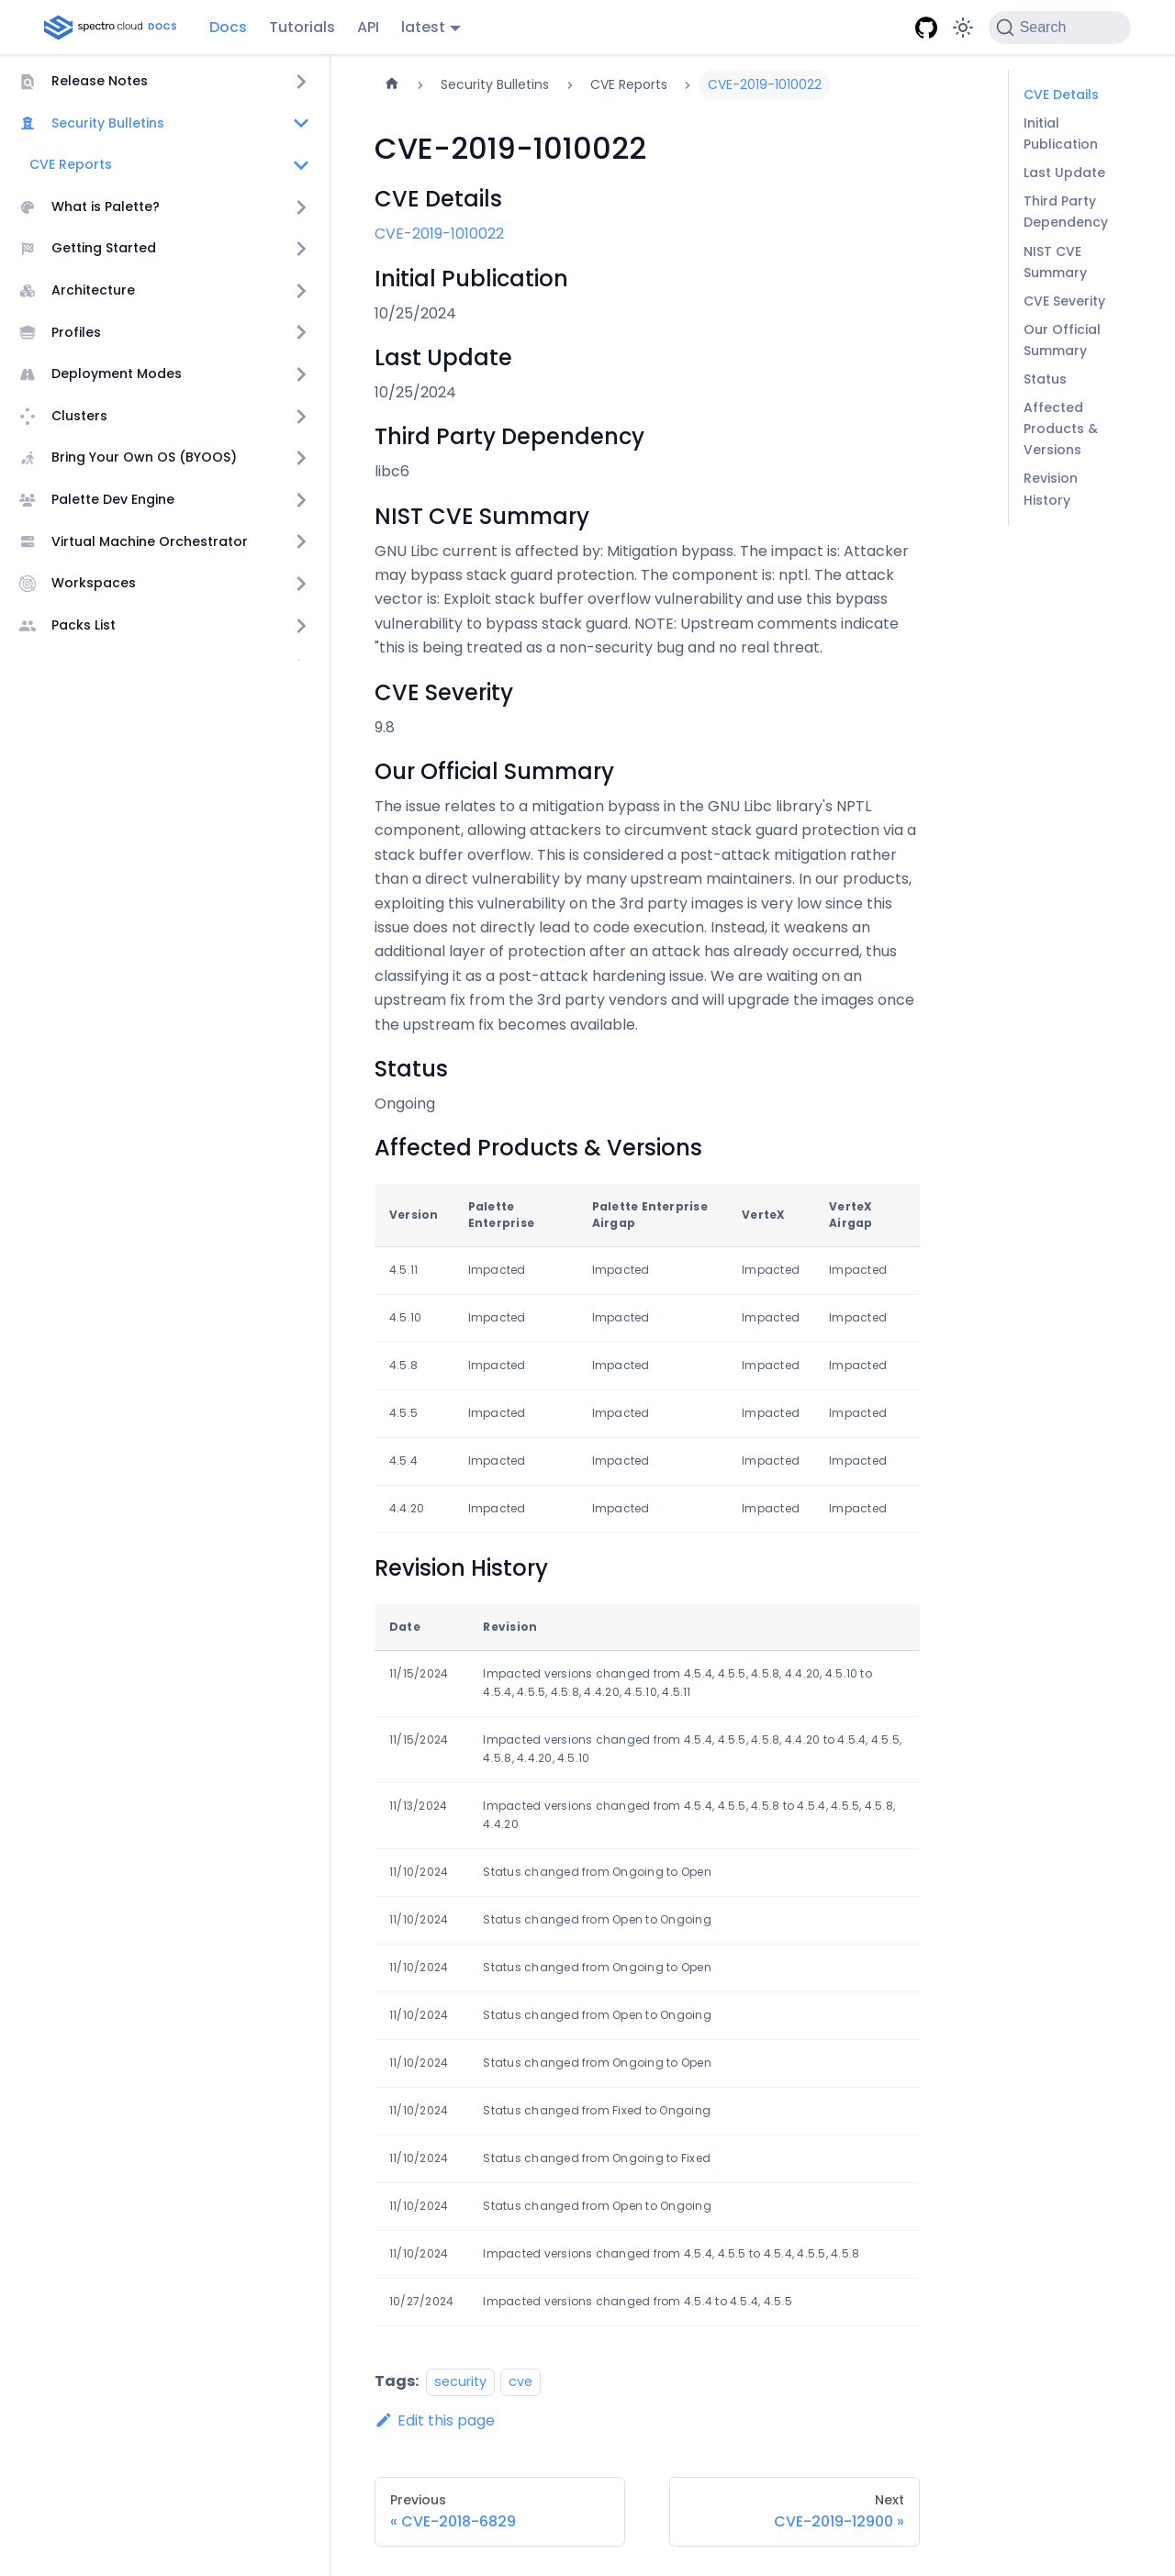 spectro cloud DOCS
Docs
Tutorials
API
latest
Search
Release Notes
Security Bulletins
CVE Reports
What is Palette?
Getting Started
Architecture
Profiles
Deployment Modes
Clusters
Bring Your Own OS (BYOOS)
Palette Dev Engine
Virtual Machine Orchestrator
Workspaces
Packs List
Security Bulletins
CVE Reports
CVE-2019-1010022
CVE-2019-1010022
CVE Details
CVE-2019-1010022
Initial Publication
10/25/2024
Last Update
10/25/2024
Third Party Dependency
libc6
NIST CVE Summary
GNU Libc current is affected by: Mitigation bypass. The impact is: Attacker
may bypass stack guard protection. The component is: nptl. The attack
vector is: Exploit stack buffer overflow vulnerability and use this bypass
vulnerability to bypass stack guard. NOTE: Upstream comments indicate
"this is being treated as a non-security bug and no real threat.
CVE Severity
9.8
Our Official Summary
The issue relates to a mitigation bypass in the GNU Libc library's NPTL
component, allowing attackers to circumvent stack guard protection via a
stack buffer overflow. This is considered a post-attack mitigation rather
than a direct vulnerability by many upstream maintainers. In our products,
exploiting this vulnerability on the 3rd party images is very low since this
issue does not directly lead to code execution. Instead, it weakens an
additional layer of protection after an attack has already occurred, thus
classifying it as a post-attack hardening issue. We are waiting on an
upstream fix from the 3rd party vendors and will upgrade the images once
the upstream fix becomes available.
Status
Ongoing
Affected Products & Versions
Version Palette Enterprise Palette Enterprise Airgap VerteX VerteX Airgap
4.5.11 Impacted Impacted Impacted Impacted
4.5.10 Impacted Impacted Impacted Impacted
4.5.8 Impacted Impacted Impacted Impacted
4.5.5 Impacted Impacted Impacted Impacted
4.5.4 Impacted Impacted Impacted Impacted
4.4.20 Impacted Impacted Impacted Impacted
Revision History
Date Revision
11/15/2024 Impacted versions changed from 4.5.4, 4.5.5, 4.5.8, 4.4.20, 4.5.10 to
4.5.4, 4.5.5, 4.5.8, 4.4.20, 4.5.10, 4.5.11
11/15/2024 Impacted versions changed from 4.5.4, 4.5.5, 4.5.8, 4.4.20 to 4.5.4, 4.5.5,
4.5.8, 4.4.20, 4.5.10
11/13/2024 Impacted versions changed from 4.5.4, 4.5.5, 4.5.8 to 4.5.4, 4.5.5, 4.5.8,
4.4.20
11/10/2024 Status changed from Ongoing to Open
11/10/2024 Status changed from Open to Ongoing
11/10/2024 Status changed from Ongoing to Open
11/10/2024 Status changed from Open to Ongoing
11/10/2024 Status changed from Ongoing to Open
11/10/2024 Status changed from Fixed to Ongoing
11/10/2024 Status changed from Ongoing to Fixed
11/10/2024 Status changed from Open to Ongoing
11/10/2024 Impacted versions changed from 4.5.4, 4.5.5 to 4.5.4, 4.5.5, 4.5.8
10/27/2024 Impacted versions changed from 4.5.4 to 4.5.4, 4.5.5
Tags: security cve
Edit this page
Previous
« CVE-2018-6829
Next
CVE-2019-12900 »
CVE Details
Initial
Publication
Last Update
Third Party
Dependency
NIST CVE
Summary
CVE Severity
Our Official
Summary
Status
Affected
Products &
Versions
Revision
History